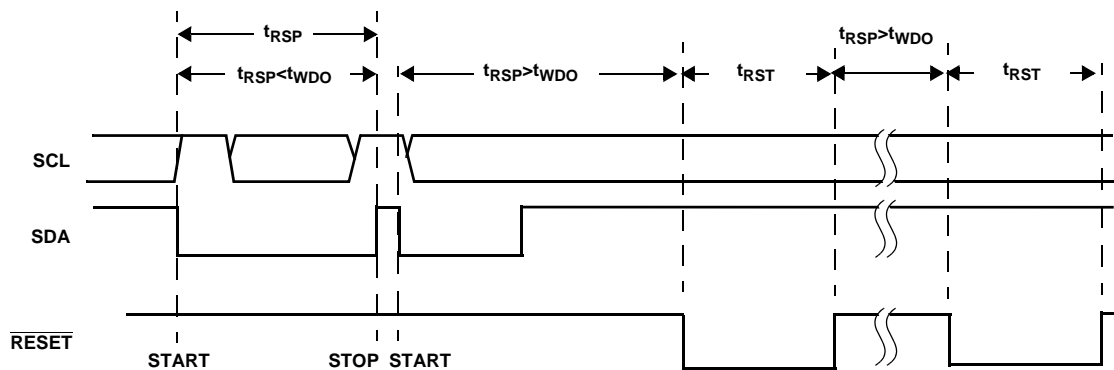 tRSP
tRSP>tWDO
tRSP<tWDO
tRSP>tWDO
tRST
tRST
SCL
SDA
RESET
START
STOP
START